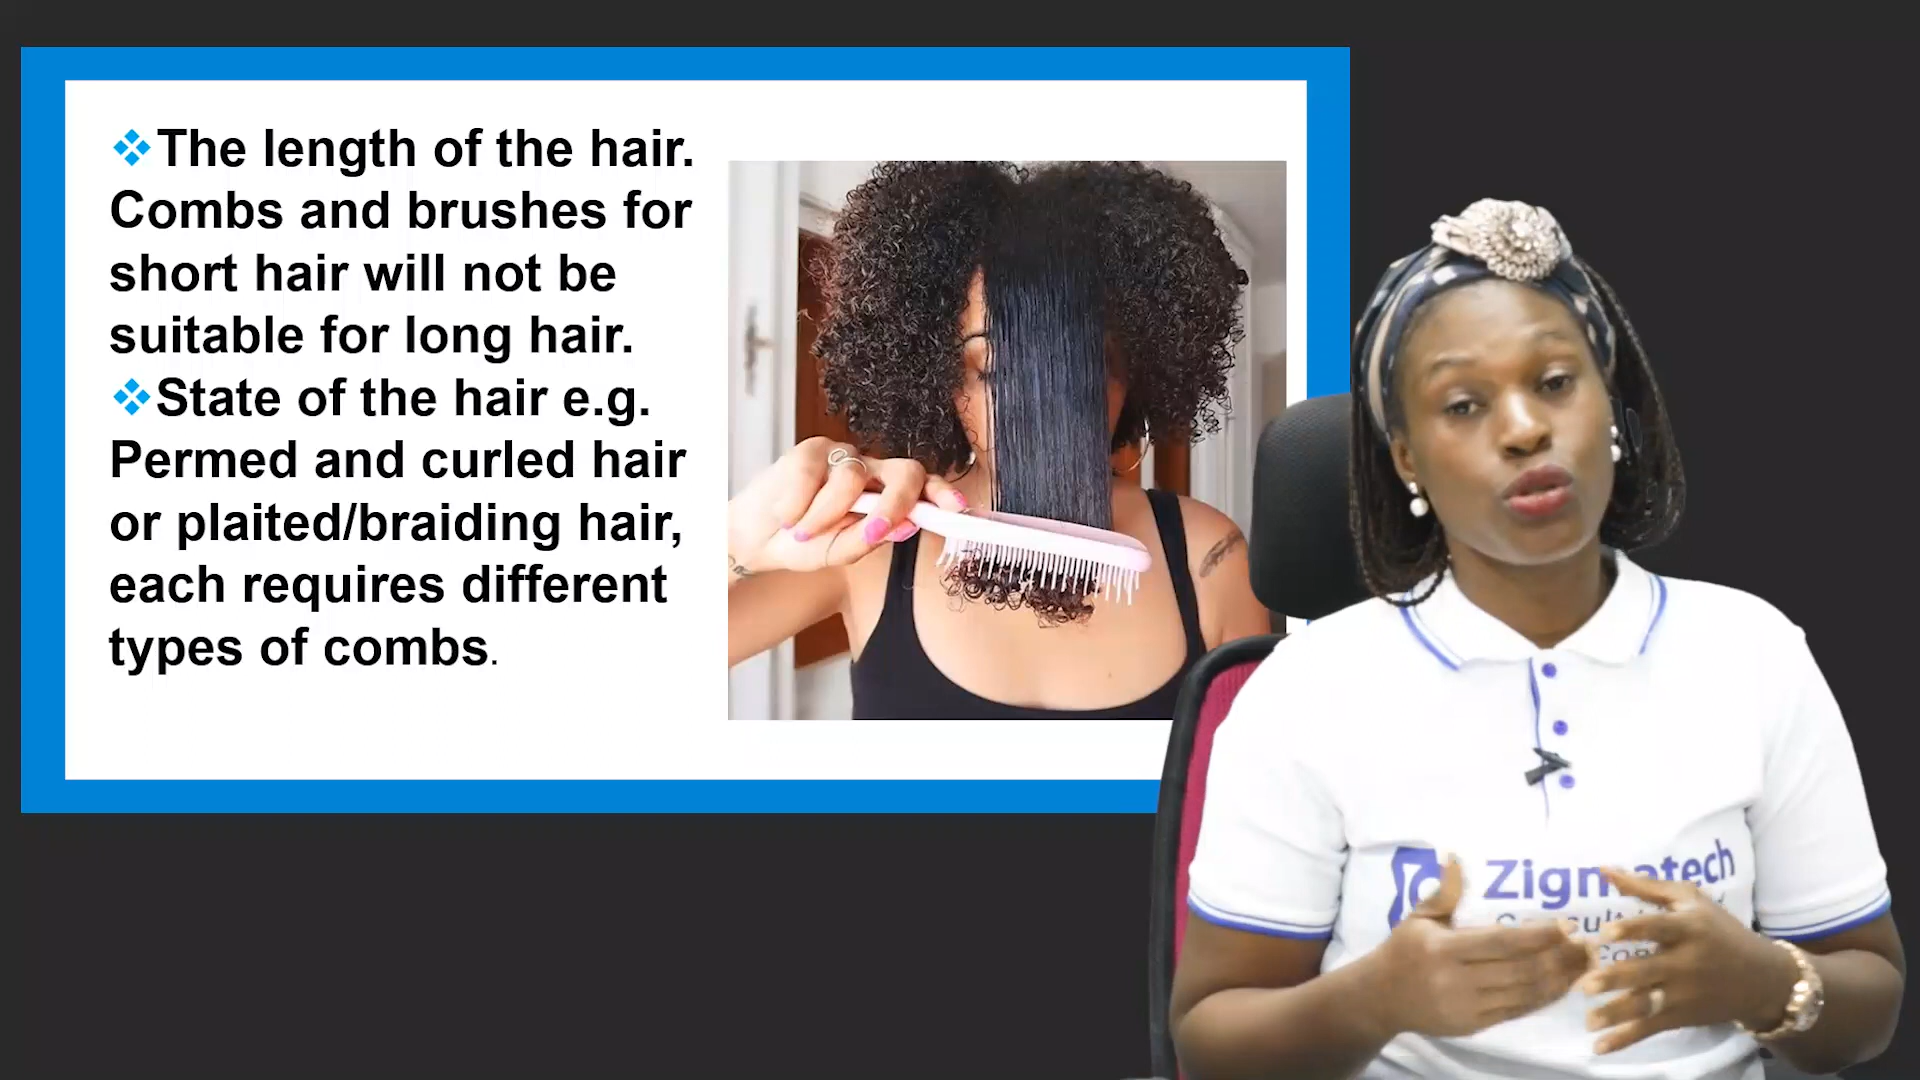 ❖The length of the hair.
Combs and brushes for
short hair will not be
suitable for long hair.
❖State of the hair e.g.
Permed and curled hair
or plaited/braiding hair,
each requires different
types of combs.
Zigmatech